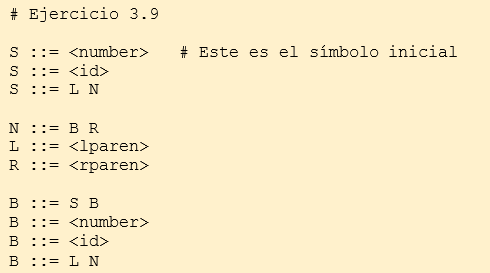 # Ejercicio 3.9
S ::= <number>   # Este es el símbolo inicial
S ::= <id>
S ::= L N
N ::= B R
L ::= <lparen>
R ::= <rparen>
B ::= S B
B ::= <number>
B ::= <id>
B ::= L N